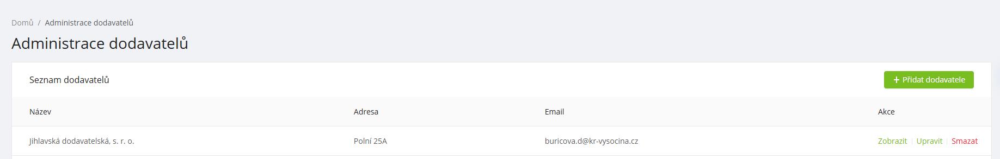 Domů / Administrace dodavatelů
Administrace dodavatelů
Seznam dodavatelů
+ Přidat dodavatele
Název Adresa Email Akce
Jihlavská dodavatelská, s. r. o. Polní 25A buricova.d@kr-vysocina.cz Zobrazit | Upravit | Smazat